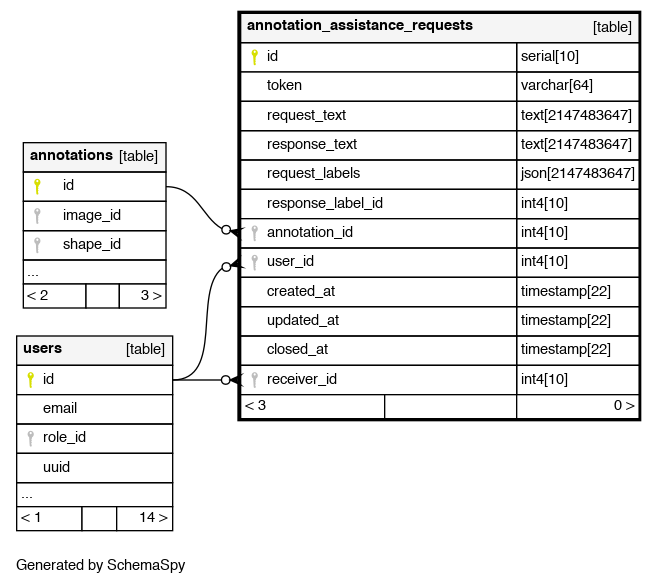 annotation_assistance_requests [table]
id serial[10]
token varchar[64]
request_text text[2147483647]
response_text text[2147483647]
request_labels json[2147483647]
response_label_id int4[10]
annotation_id int4[10]
user_id int4[10]
created_at timestamp[22]
updated_at timestamp[22]
closed_at timestamp[22]
receiver_id int4[10]
< 3 0 >
annotations [table]
id
image_id
shape_id
...
< 2 3 >
users [table]
id
email
role_id
uuid
...
< 1 14 >
Generated by SchemaSpy